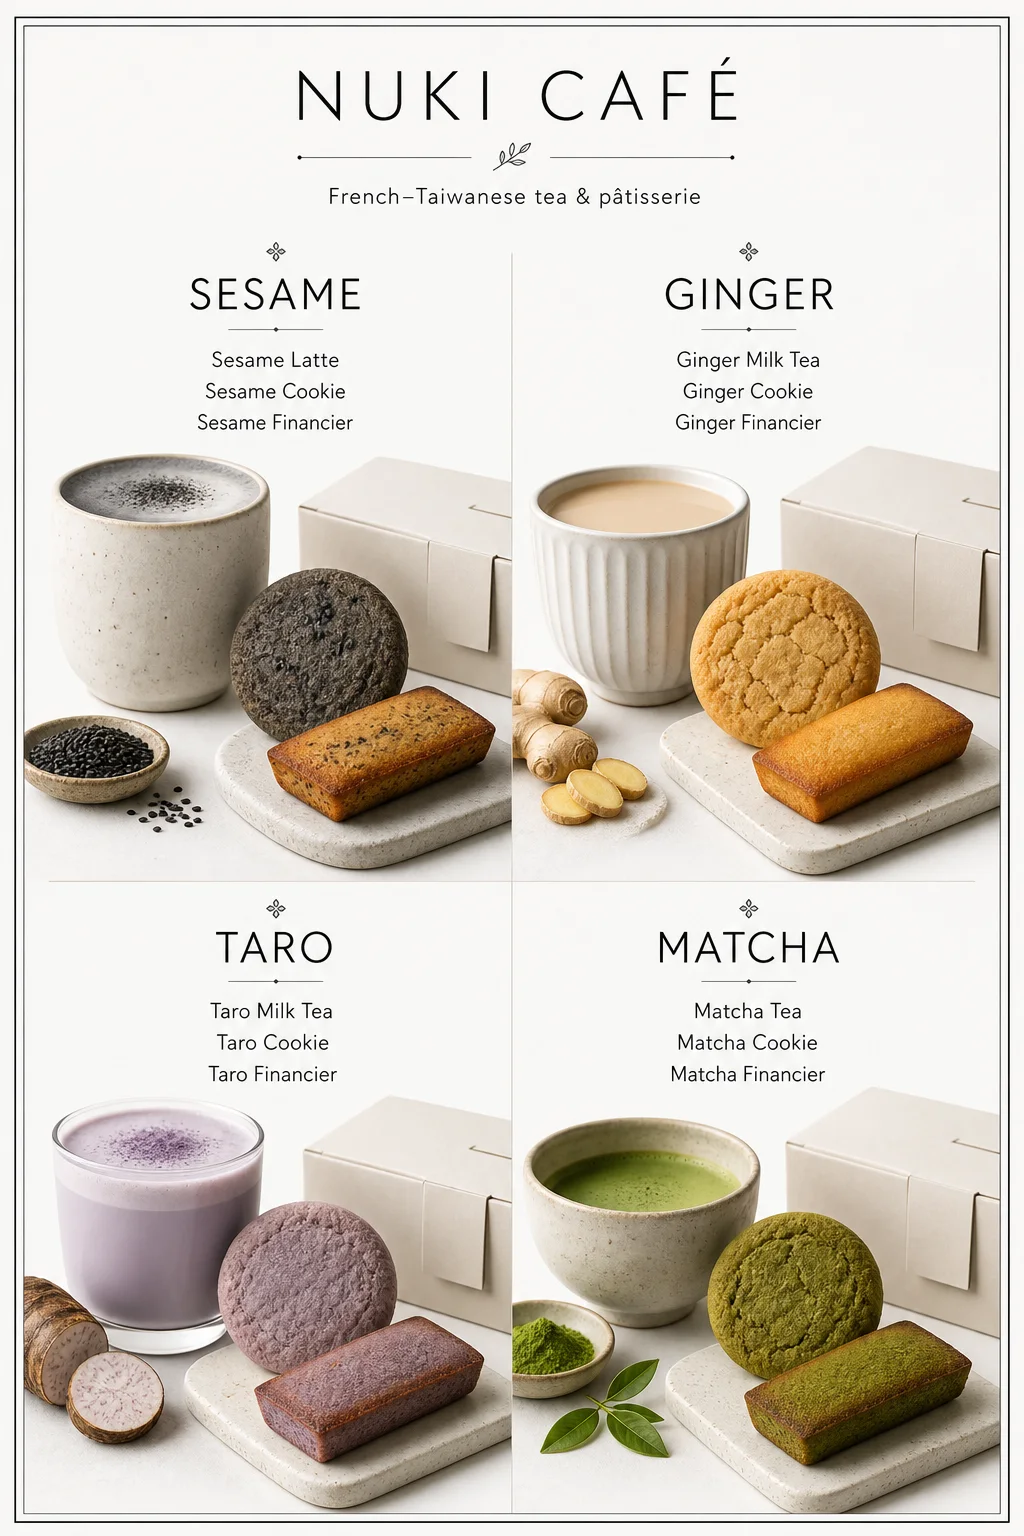 NUKI CAFÉ
French–Taiwanese tea & pâtisserie
SESAME
Sesame Latte
Sesame Cookie
Sesame Financier
GINGER
Ginger Milk Tea
Ginger Cookie
Ginger Financier
TARO
Taro Milk Tea
Taro Cookie
Taro Financier
MATCHA
Matcha Tea
Matcha Cookie
Matcha Financier